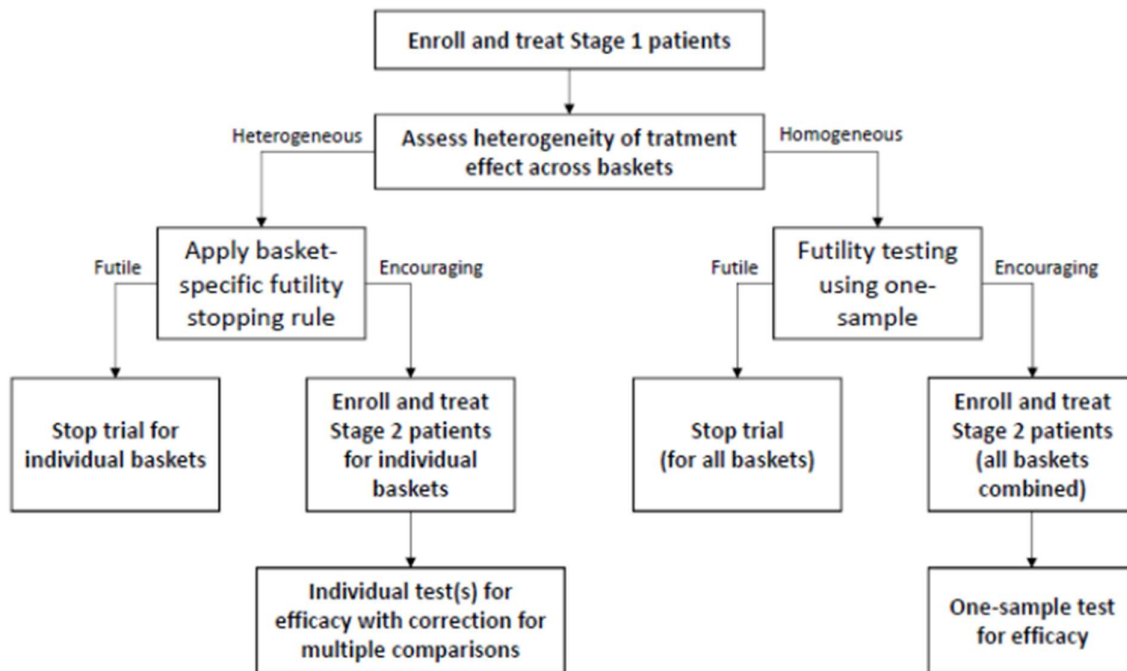 Enroll and treat Stage 1 patients
Heterogeneous
Assess heterogeneity of tratment
effect across baskets
Homogeneous
Futile
Apply basket-
specific futility
stopping rule
Encouraging
Futile
Futility testing
using one-
sample
Encouraging
Stop trial for
individual baskets
Enroll and treat
Stage 2 patients
for individual
baskets
Stop trial
(for all baskets)
Enroll and treat
Stage 2 patients
(all baskets
combined)
Individual test(s) for
efficacy with correction for
multiple comparisons
One-sample test
for efficacy